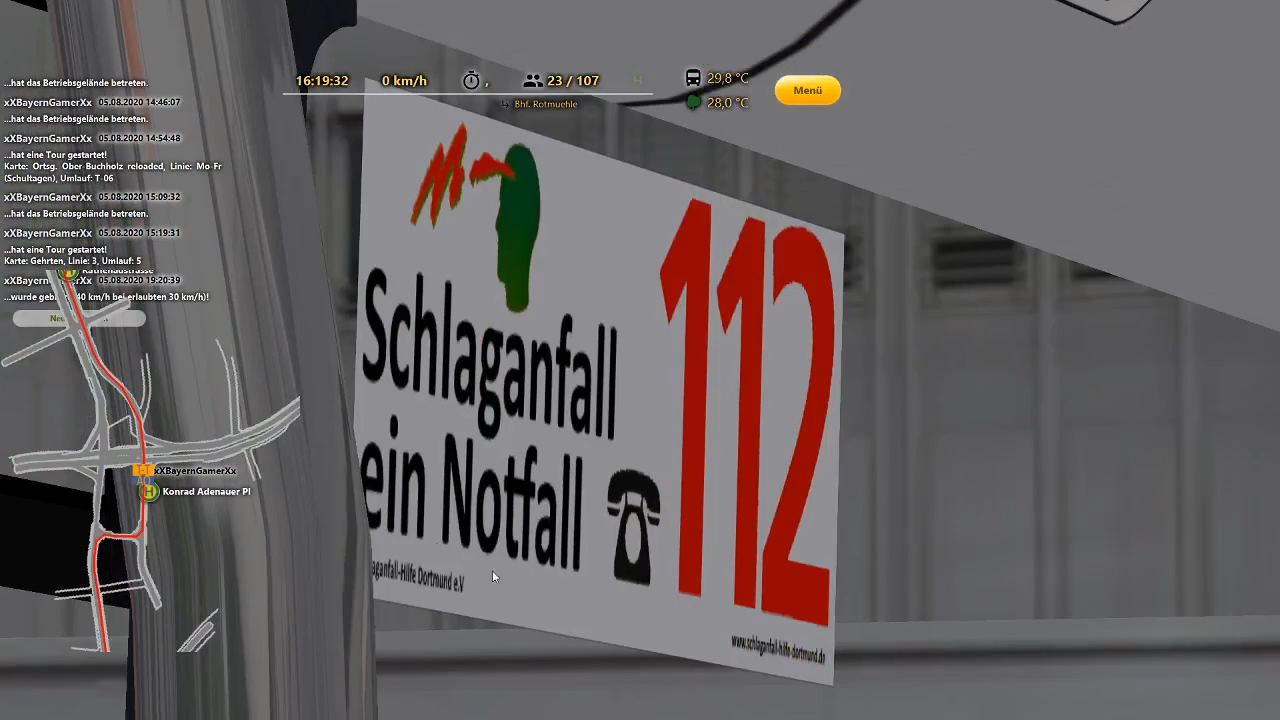 16:19:32 0 km/h , 23 / 107 H 29,8 °C Menü
Bhf. Rotmuehle 28,0 °C
...hat das Betriebsgelände betreten.
xXBayernGamerXx 05.08.2020 14:46:07
...hat das Betriebsgelände betreten.
xXBayernGamerXx 05.08.2020 14:54:48
...hat eine Tour gestartet!
Karte: Ortsg. Ober-Buchholz reloaded, Linie: Mo-Fr
(Schultagen), Umlauf: T-06
xXBayernGamerXx 05.08.2020 15:09:32
...hat das Betriebsgelände betreten.
xXBayernGamerXx 05.08.2020 15:19:31
...hat eine Tour gestartet!
Karte: Gehrten, Linie: 3, Umlauf: 5
05.08.2020 19:20:39
40 km/h bei erlaubten 30 km/h)!
xXBayernGamerXx
H Konrad Adenauer Pl
Schlaganfall
ein Notfall
112
aganfall-Hilfe Dortmund e.V
www.schlaganfall-hilfe-dortmund.de